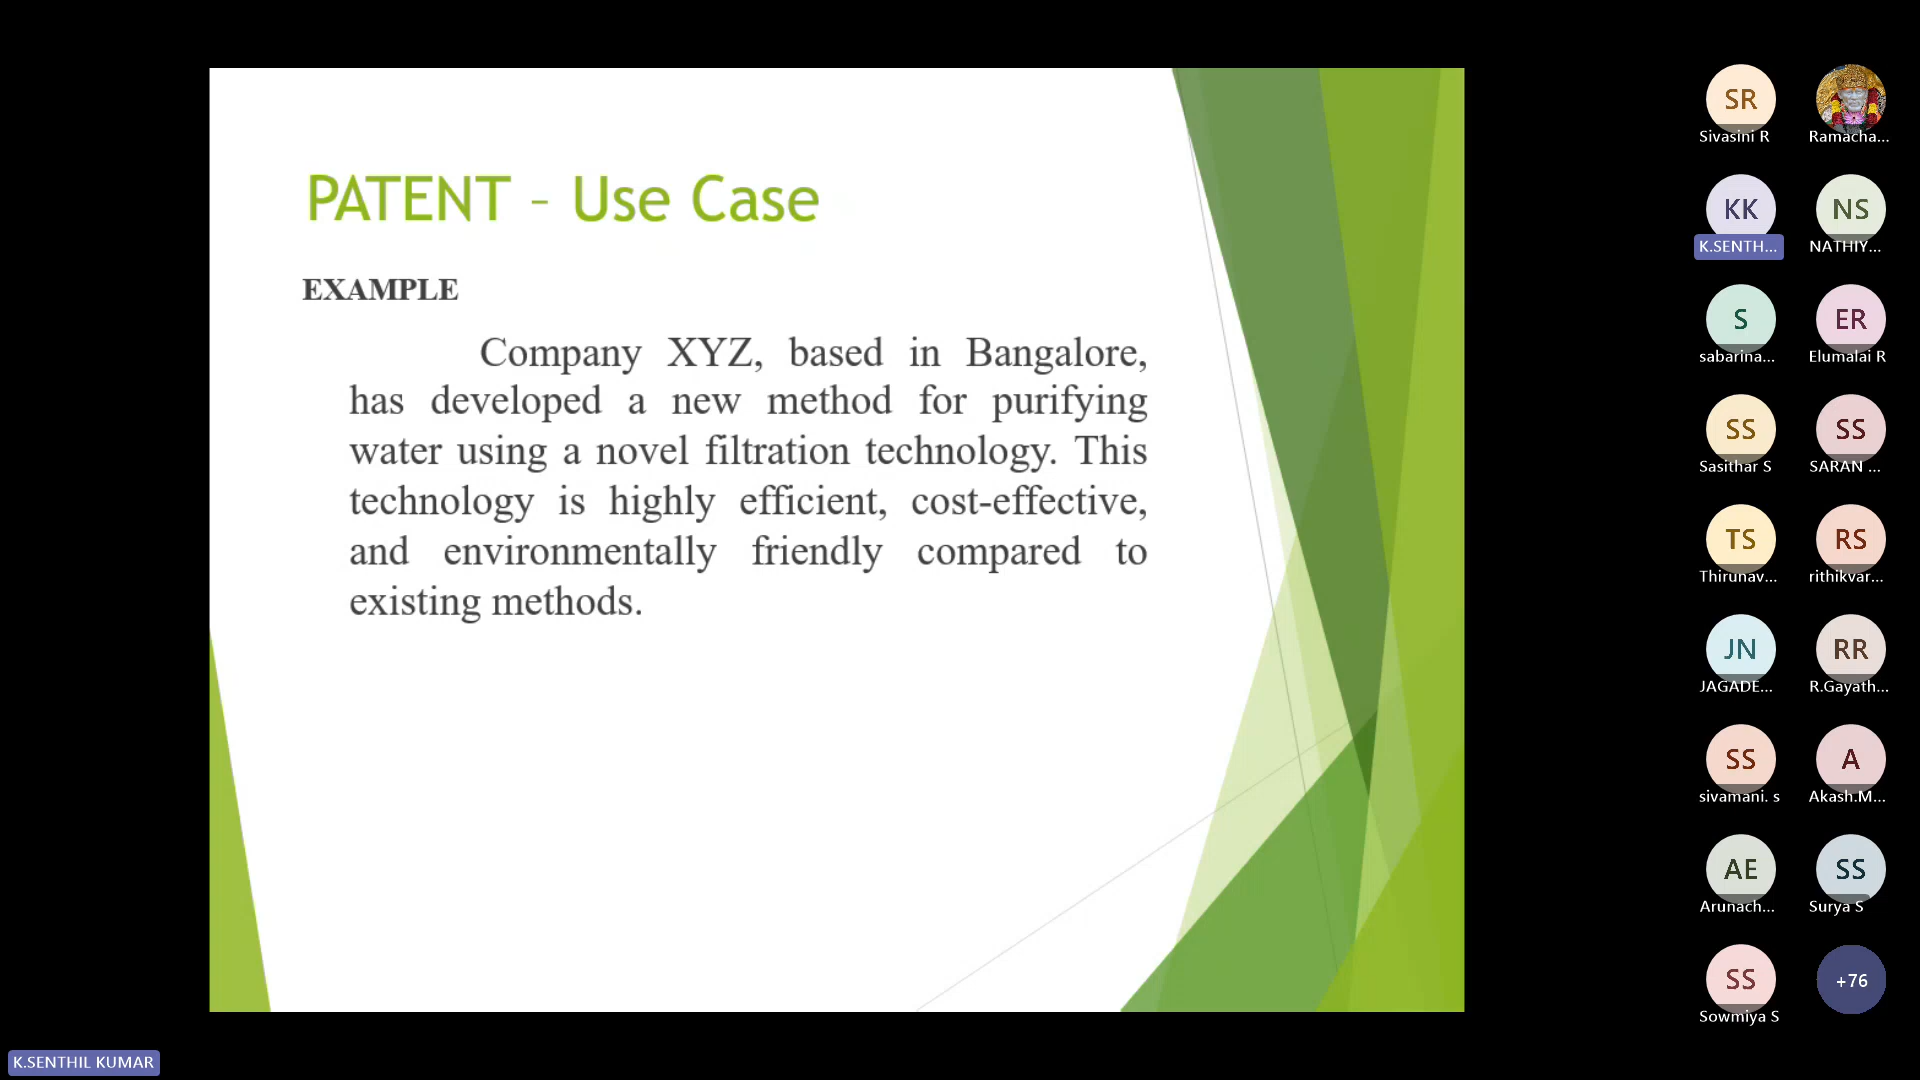 PATENT – Use Case
EXAMPLE
Company XYZ, based in Bangalore,
has developed a new method for purifying
water using a novel filtration technology. This
technology is highly efficient, cost-effective,
and environmentally friendly compared to
existing methods.
SR
Sivasini R
Ramacha...
KK
K.SENTH...
NS
NATHIY...
S
sabarina...
ER
Elumalai R
SS
Sasithar S
SS
SARAN ...
TS
Thirunav...
RS
rithikvar...
JN
JAGADE...
RR
R.Gayath...
SS
sivamani. s
A
Akash.M...
AE
Arunach...
SS
Surya S
SS
Sowmiya S
+76
K.SENTHIL KUMAR